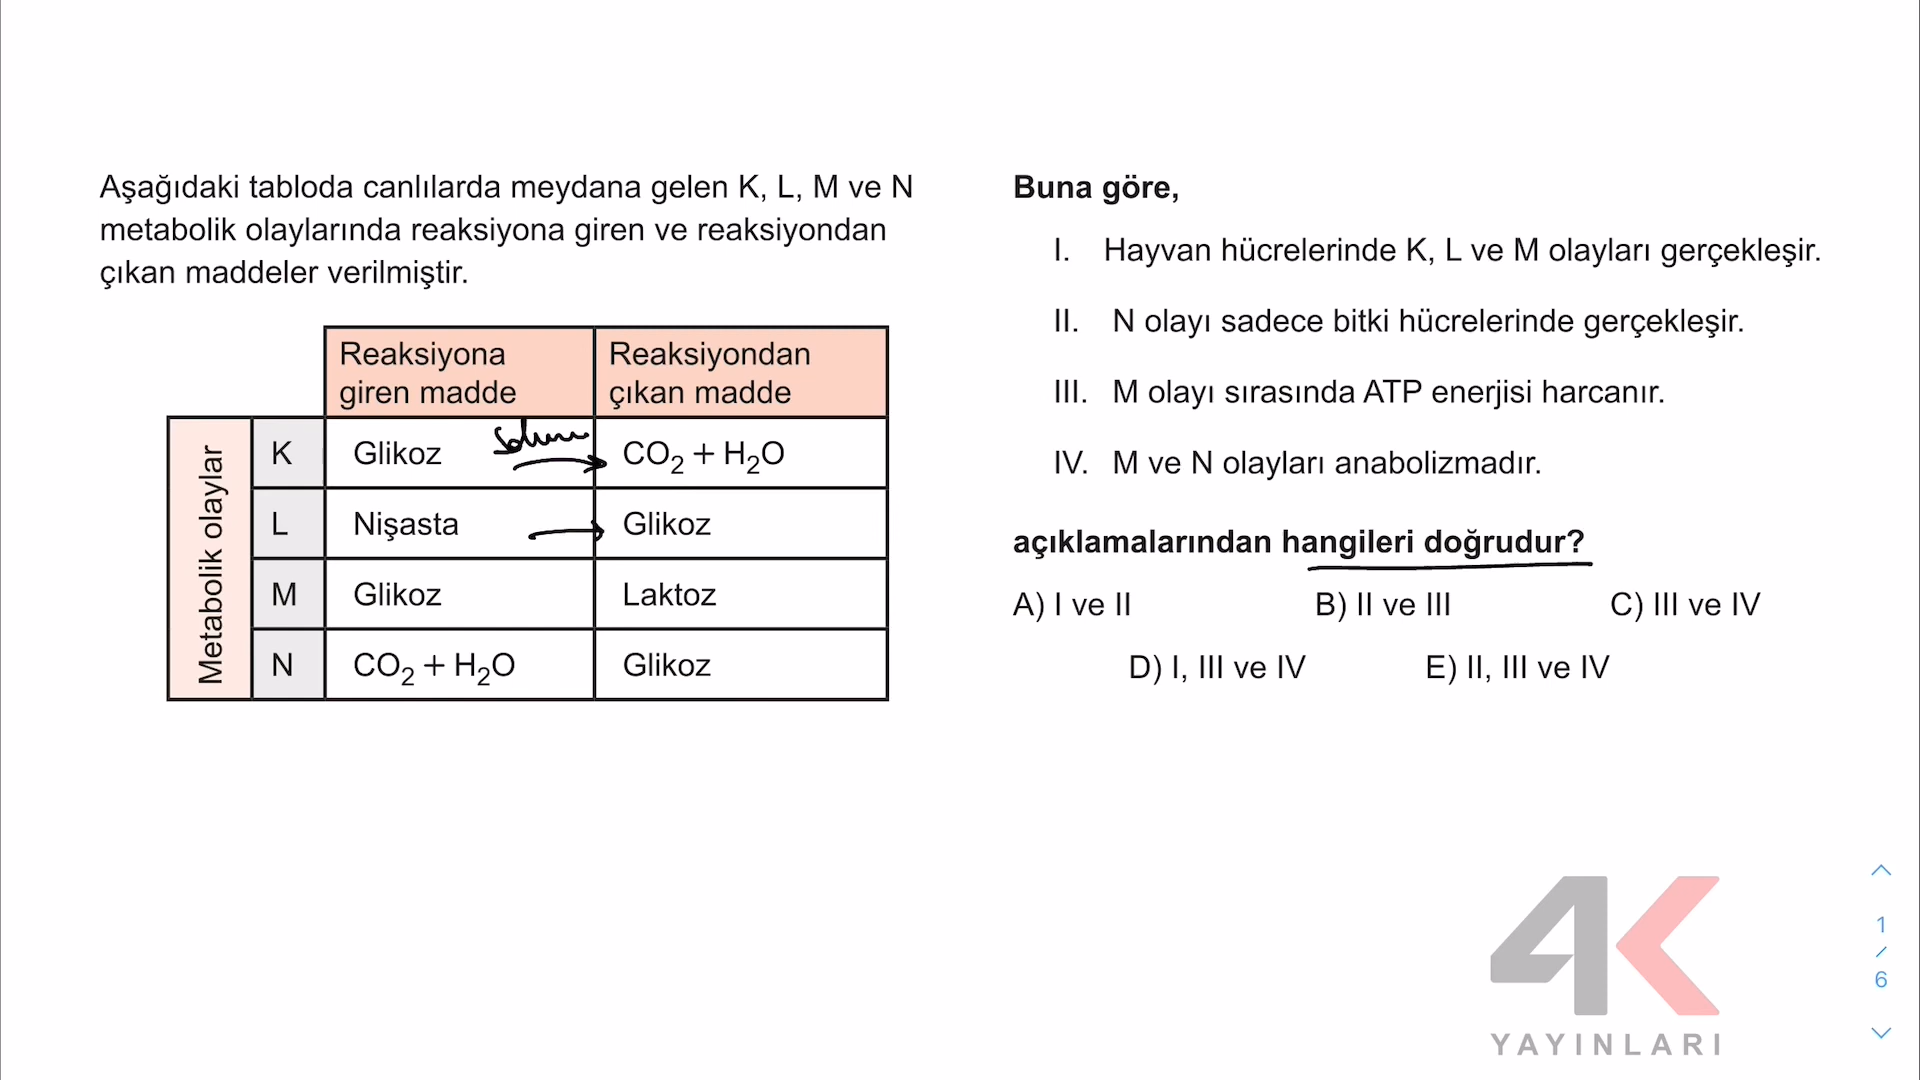 Aşağıdaki tabloda canlılarda meydana gelen K, L, M ve N
metabolik olaylarında reaksiyona giren ve reaksiyondan
çıkan maddeler verilmiştir.
Reaksiyona giren madde
Reaksiyondan çıkan madde
Metabolik olaylar
K Glikoz CO₂ + H₂O
L Nişasta Glikoz
M Glikoz Laktoz
N CO₂ + H₂O Glikoz
Buna göre,
I. Hayvan hücrelerinde K, L ve M olayları gerçekleşir.
II. N olayı sadece bitki hücrelerinde gerçekleşir.
III. M olayı sırasında ATP enerjisi harcanır.
IV. M ve N olayları anabolizmadır.
açıklamalarından hangileri doğrudur?
A) I ve II B) II ve III C) III ve IV
D) I, III ve IV E) II, III ve IV
4K
YAYINLARI
1
/
6